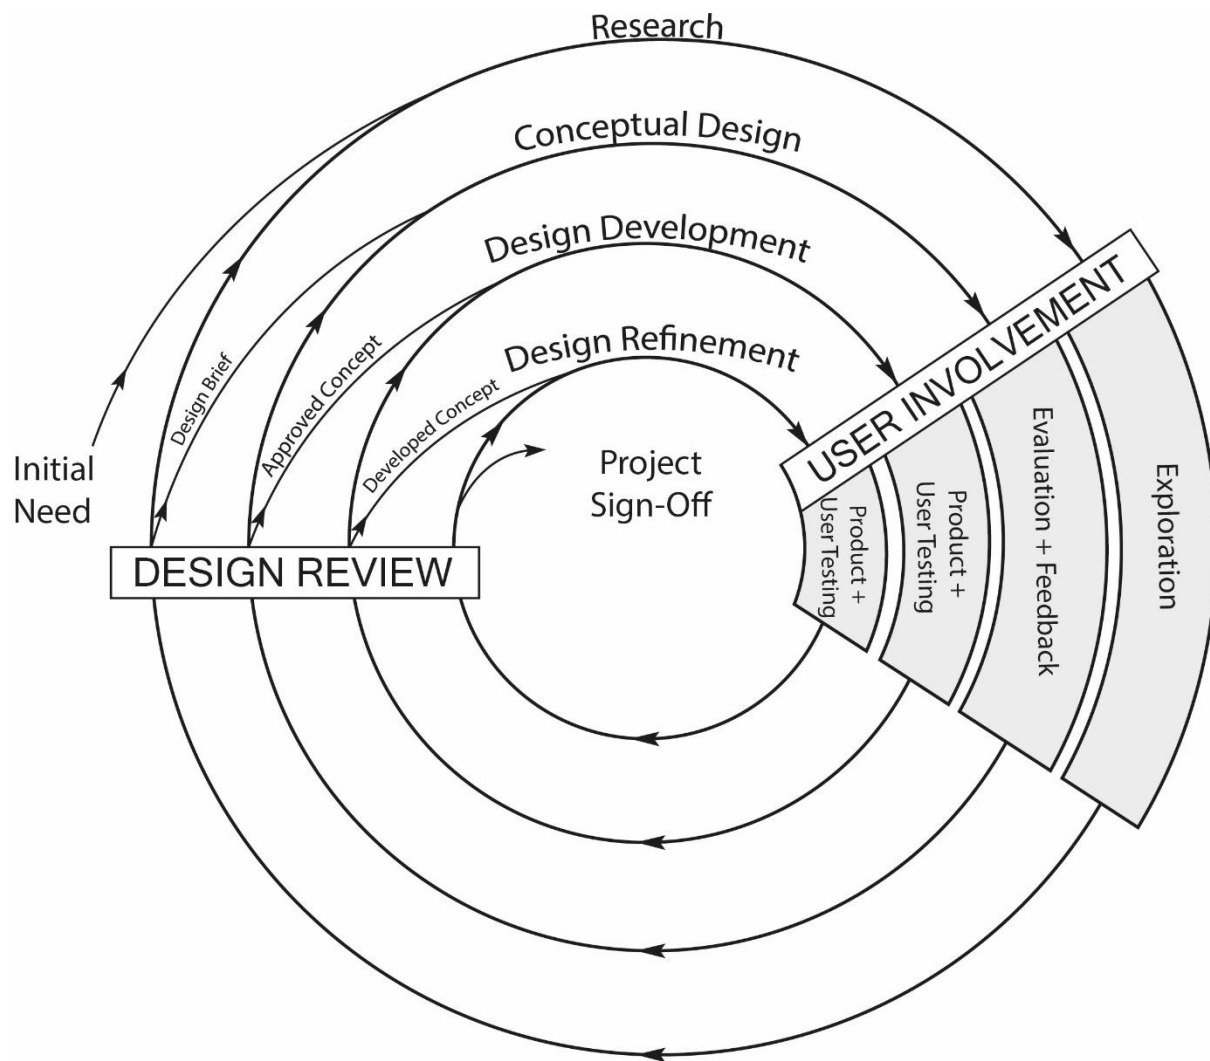 Research
Conceptual Design
Design Development
Design Refinement
Design Brief
Approved Concept
Developed Concept
Initial
Need
Project
Sign-Off
DESIGN REVIEW
USER INVOLVEMENT
Product +
User Testing
Product +
User Testing
Evaluation + Feedback
Exploration